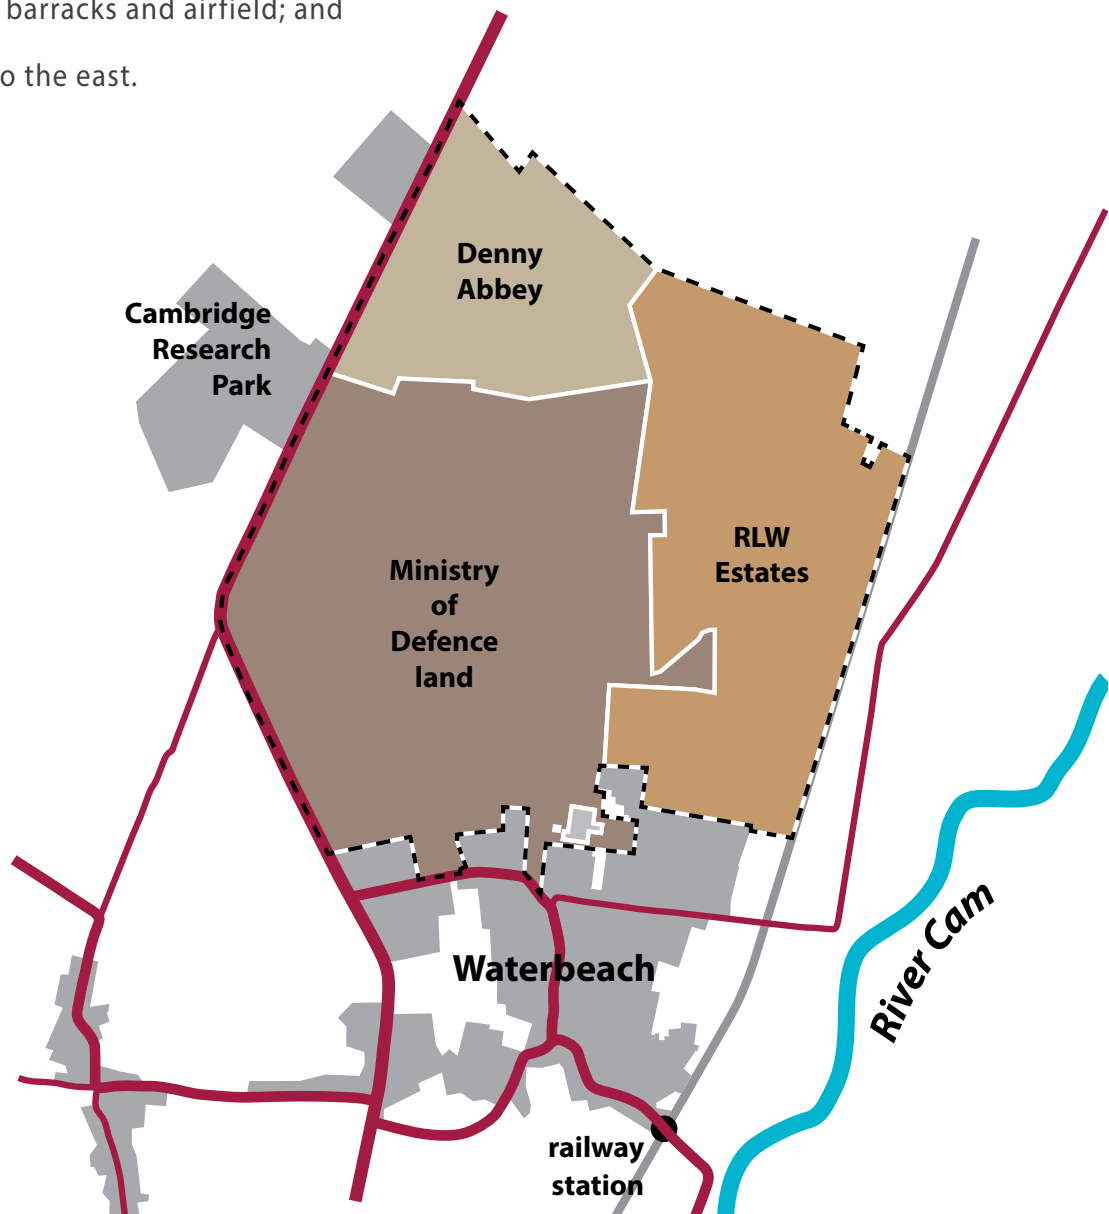 barracks and airfield; and
o the east.
Denny
Abbey
Cambridge
Research
Park
RLW
Estates
Ministry
of
Defence
land
River Cam
Waterbeach
railway
station